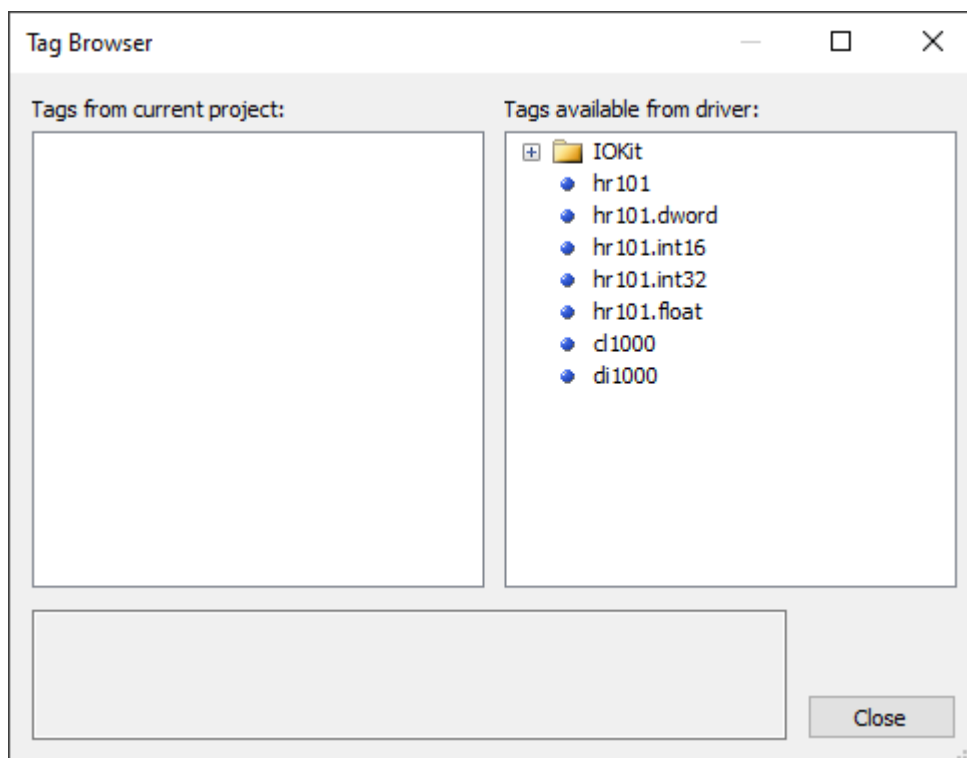 Tag Browser
Tags from current project:
Tags available from driver:
IOKit
hr101
hr101.dword
hr101.int16
hr101.int32
hr101.float
cl1000
di1000
Close